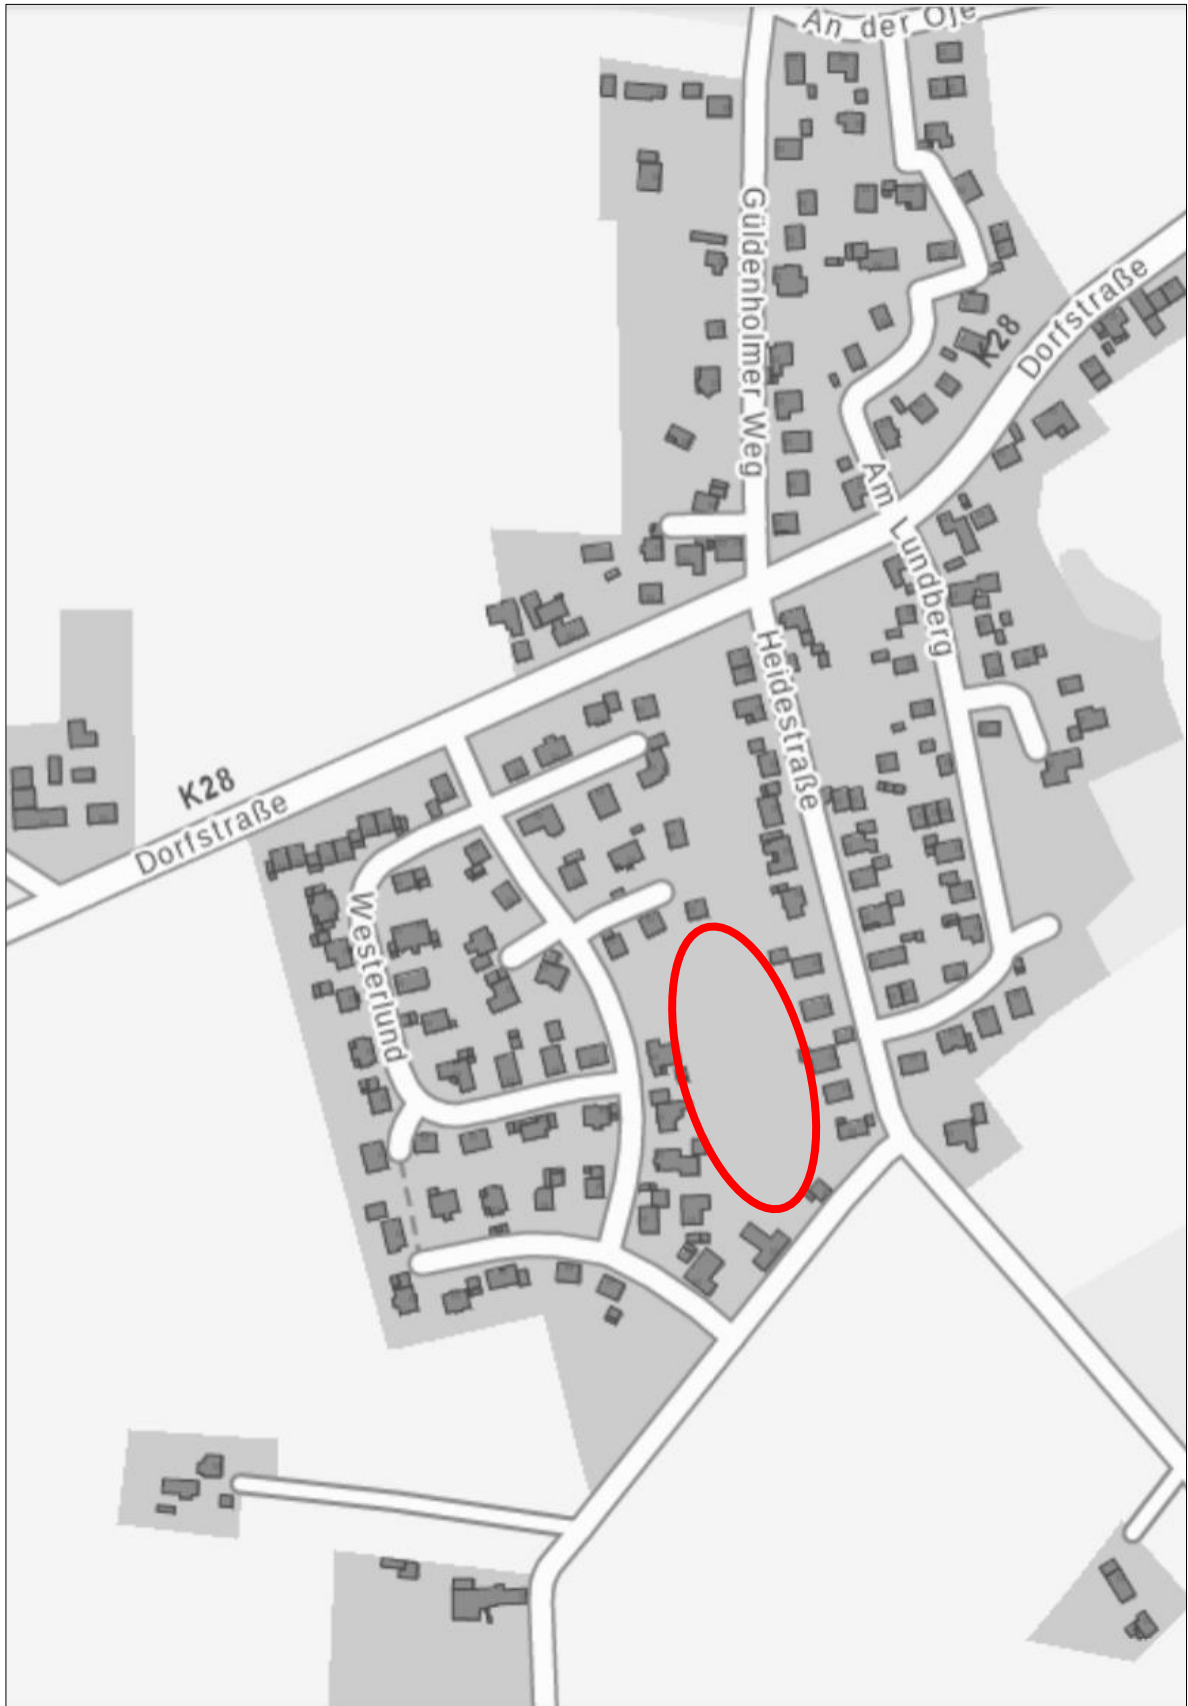 An der Oje
Güldenholmer Weg
K28
Dorfstraße
Am Lundberg
Heidestraße
K28
Dorfstraße
Westerlund